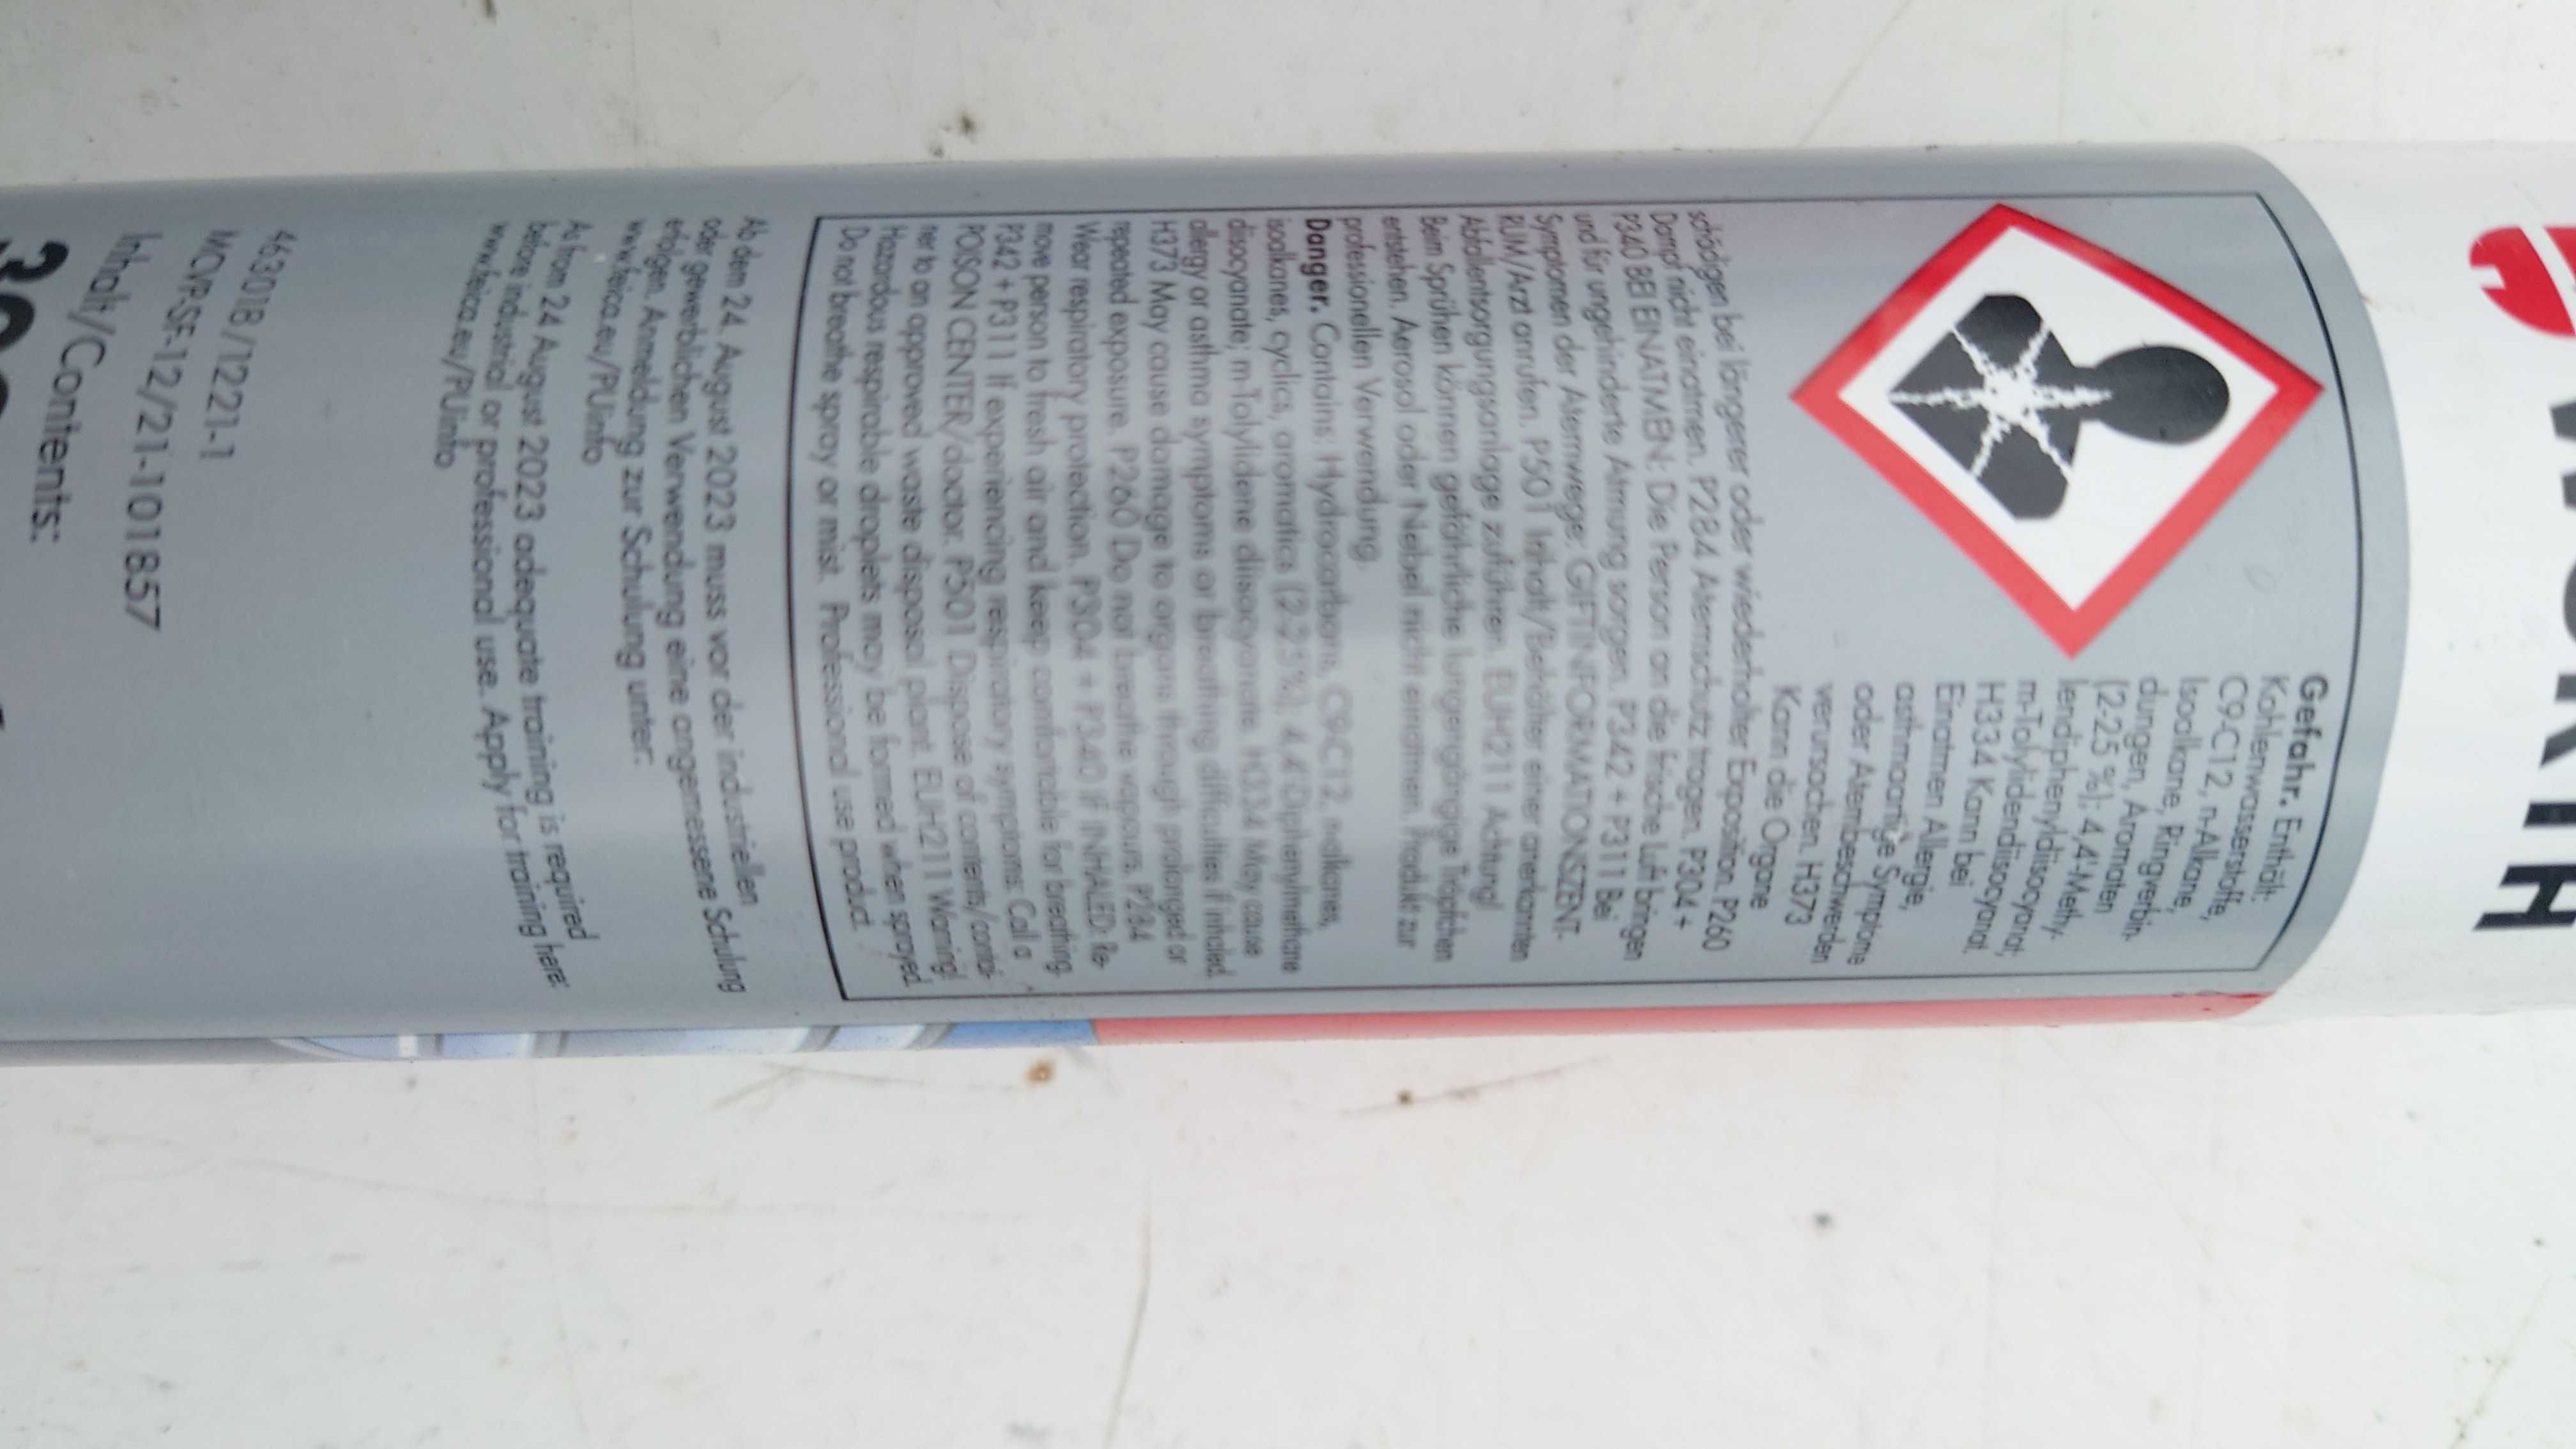 Gefahr. Enthält:
Kohlenwasserstoffe,
C9-C12, n-Alkane,
Isoalkane, Ringverbin-
dungen, Aromaten
(2-25 %); 4,4'-Methy-
lendiphenyldiisocyanat;
m-Tolylidendiisocyanat.
H334 Kann bei
Einatmen Allergie,
asthmaartige Symptome
oder Atembeschwerden
verursachen. H373
Kann die Organe
schädigen bei längerer oder wiederholter Exposition. P260
Dampf nicht einatmen. P284 Atemschutz tragen. P304 +
P340 BEI EINATMEN: Die Person an die frische Luft bringen
und für ungehinderte Atmung sorgen. P342 + P311 Bei
Symptomen der Atemwege: GIFTINFORMATIONSZENT-
RUM/Arzt anrufen. P501 Inhalt/Behälter einer anerkannten
Abfallentsorgungsanlage zuführen. EUH211 Achtung!
Beim Sprühen können gefährliche lungengängige Tröpfchen
entstehen. Aerosol oder Nebel nicht einatmen. Produkt zur
professionellen Verwendung.
Danger. Contains: Hydrocarbons, C9-C12, n-alkanes,
isoalkanes, cyclics, aromatics (2-25%); 4,4'-Diphenylmethane
diisocyanate; m-Tolylidene diisocyanate. H334 May cause
allergy or asthma symptoms or breathing difficulties if inhaled.
H373 May cause damage to organs through prolonged or
repeated exposure. P260 Do not breathe vapours. P284
Wear respiratory protection. P304 + P340 IF INHALED: Re-
move person to fresh air and keep comfortable for breathing.
P342 + P311 If experiencing respiratory symptoms: Call a
POISON CENTER/doctor. P501 Dispose of contents/contai-
ner to an approved waste disposal plant. EUH211 Warning!
Hazardous respirable droplets may be formed when sprayed.
Do not breathe the spray or mist. Professional use product.
Ab dem 24. August 2023 muss vor der industriellen
oder gewerblichen Verwendung eine angemessene Schulung
erfolgen. Anmeldung zur Schulung unter:
www.feica.eu/PUinfo
As from 24 August 2023 adequate training is required
before industrial or professional use. Apply for training here:
www.feica.eu/PUinfo
463018/1221-1
MCVP-SF-12/21-101857
Inhalt/Contents: